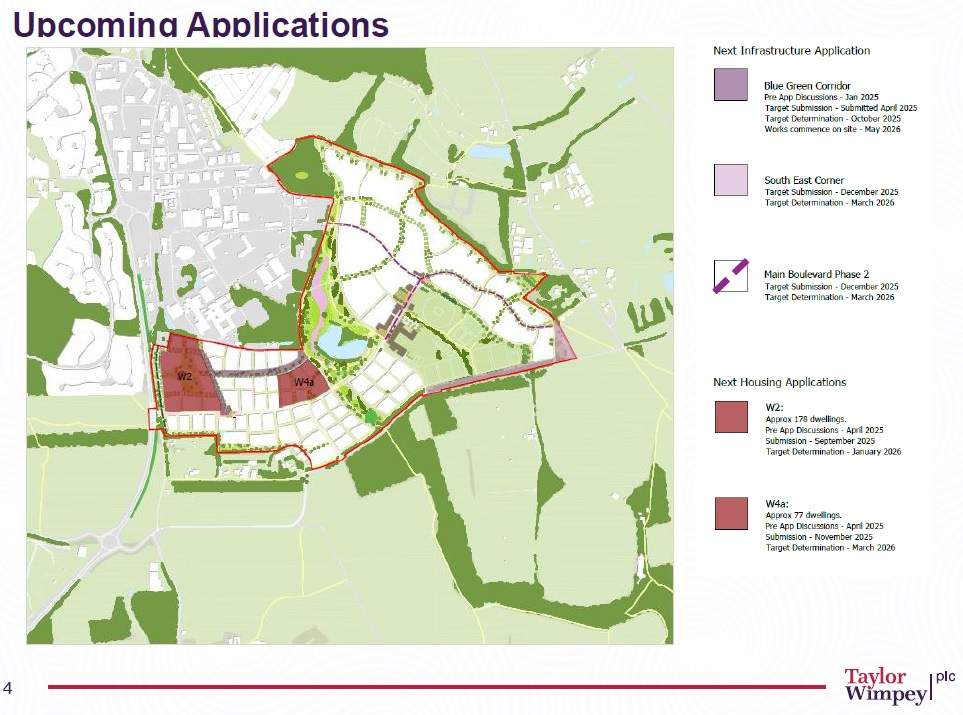 Upcoming Applications
Next Infrastructure Application
Blue Green Corridor
Pre App Discussions - Jan 2025
Target Submission - Submitted April 2025
Target Determination - October 2025
Works commence on site - May 2026
South East Corner
Target Submission - December 2025
Target Determination - March 2026
Main Boulevard Phase 2
Target Submission - December 2025
Target Determination - March 2026
Next Housing Applications
W2:
Approx 178 dwellings.
Pre App Discussions - April 2025
Submission - September 2025
Target Determination - January 2026
W4a:
Approx 77 dwellings.
Pre App Discussions - April 2025
Submission - November 2025
Target Determination - March 2026
W2
W4a
4
Taylor
Wimpey plc